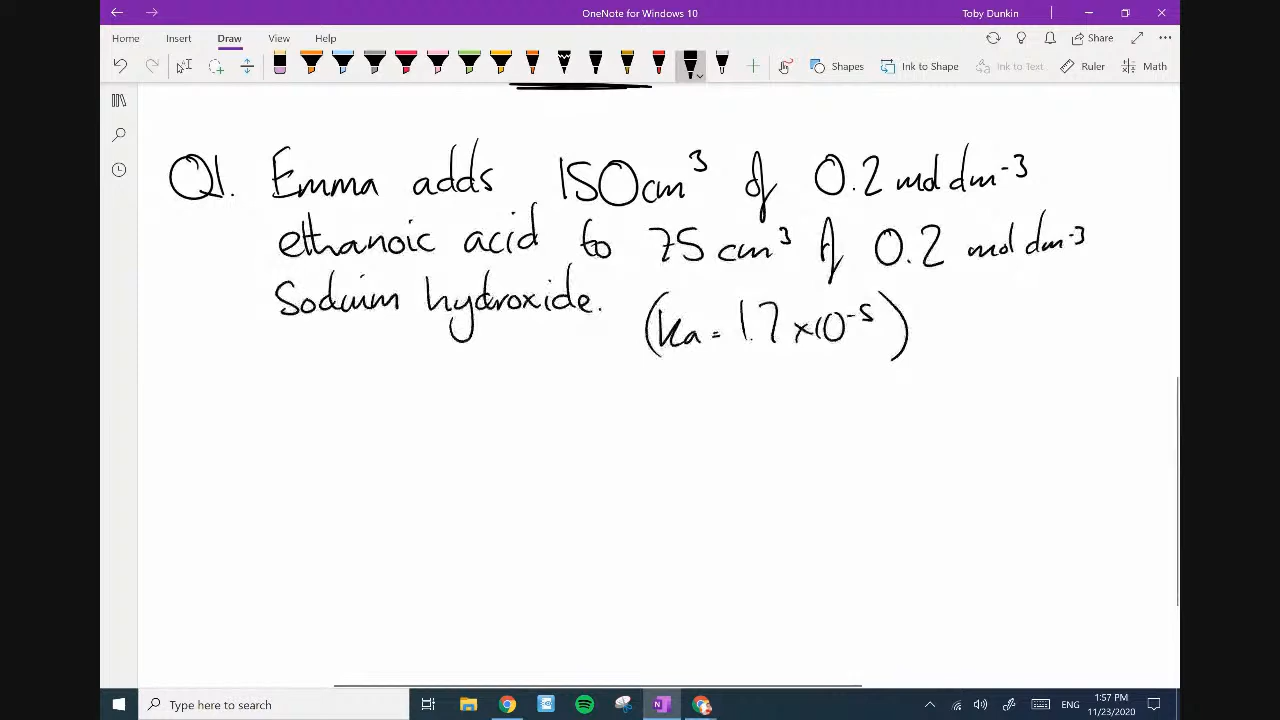 OneNote for Windows 10
Toby Dunkin
Home Insert Draw View Help
Share
Shapes Ink to Shape Ink to Text Ruler Math
Q1. Emma adds 150cm³ of 0.2 mol dm⁻³
ethanoic acid to 75 cm³ of 0.2 mol dm⁻³
Sodium hydroxide. (Ka = 1.7 ×10⁻⁵)
Type here to search
ENG
1:57 PM
11/23/2020